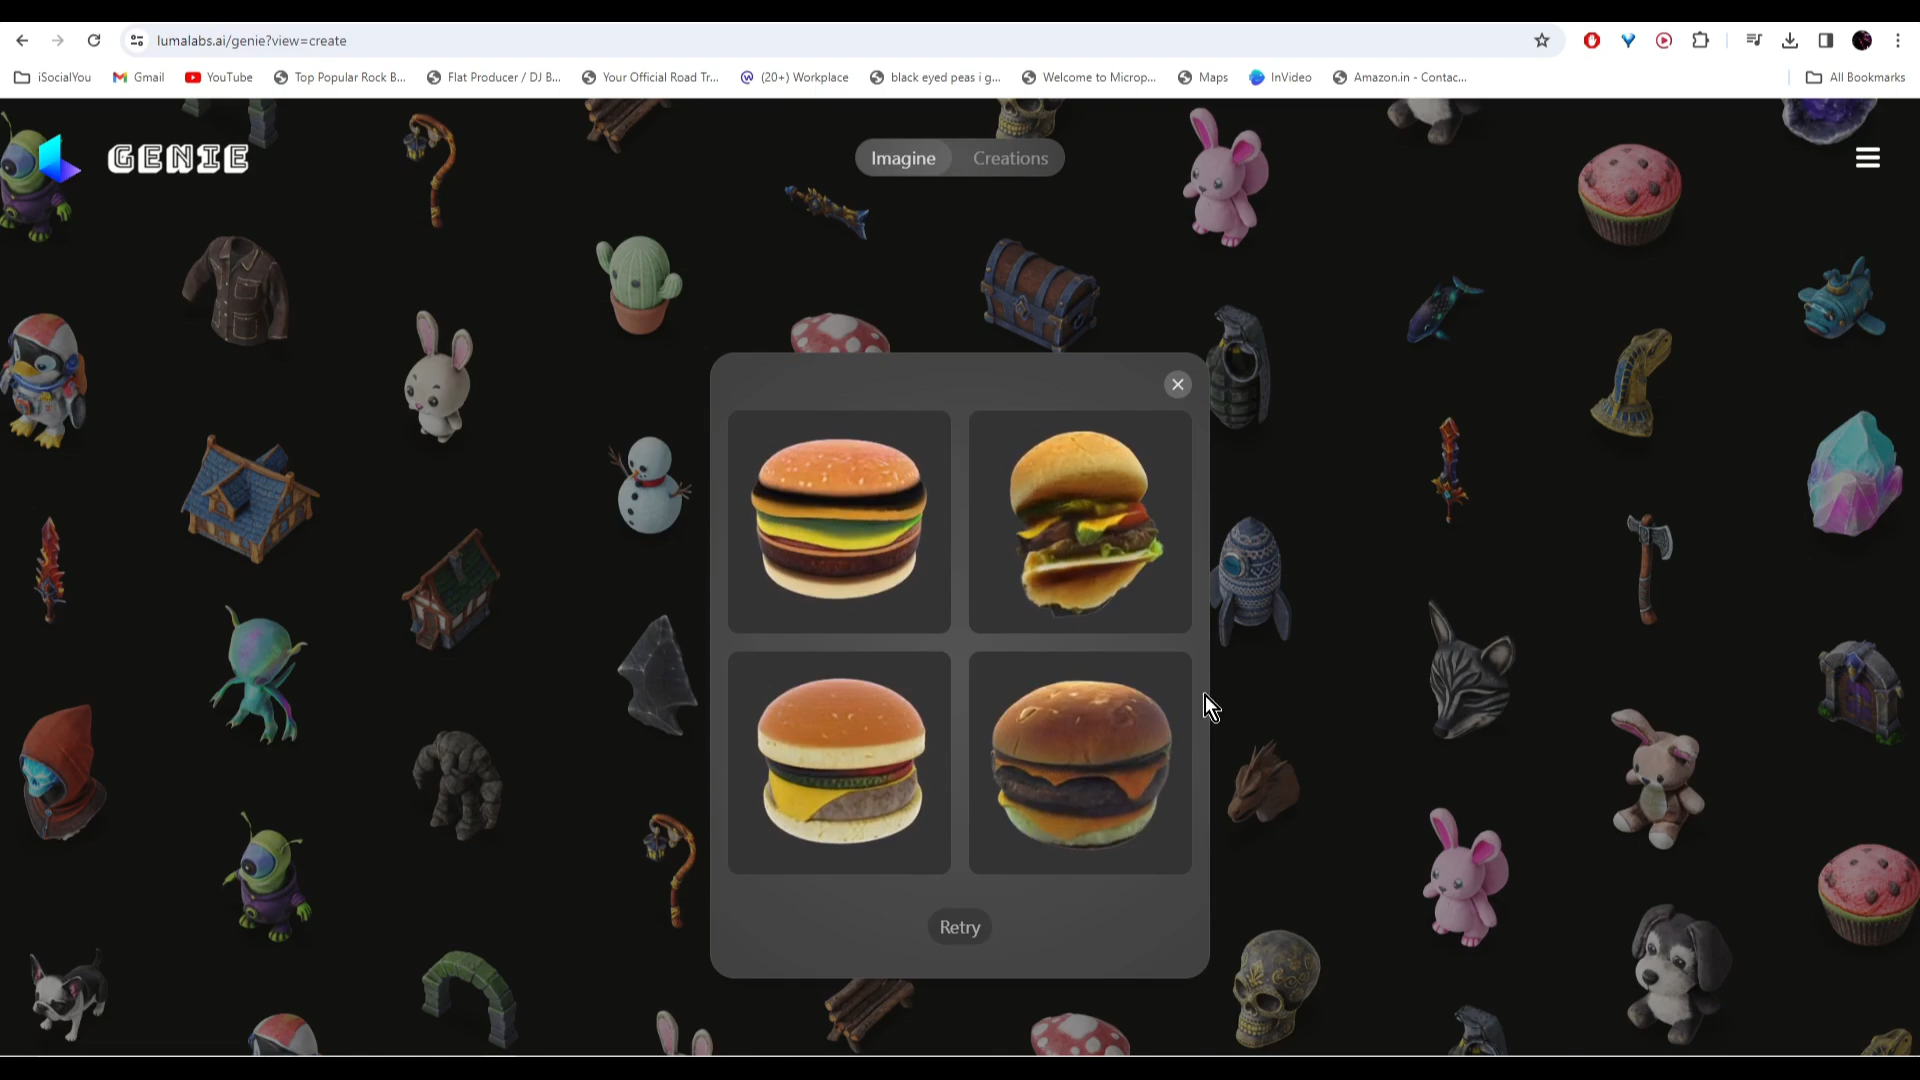 lumalabs.ai/genie?view=create
iSocialYou Gmail YouTube Top Popular Rock B... Flat Producer / DJ B... Your Official Road Tr... (20+) Workplace black eyed peas i g... Welcome to Microp... Maps InVideo Amazon.in - Contac... All Bookmarks
GENIE Imagine Creations
Retry